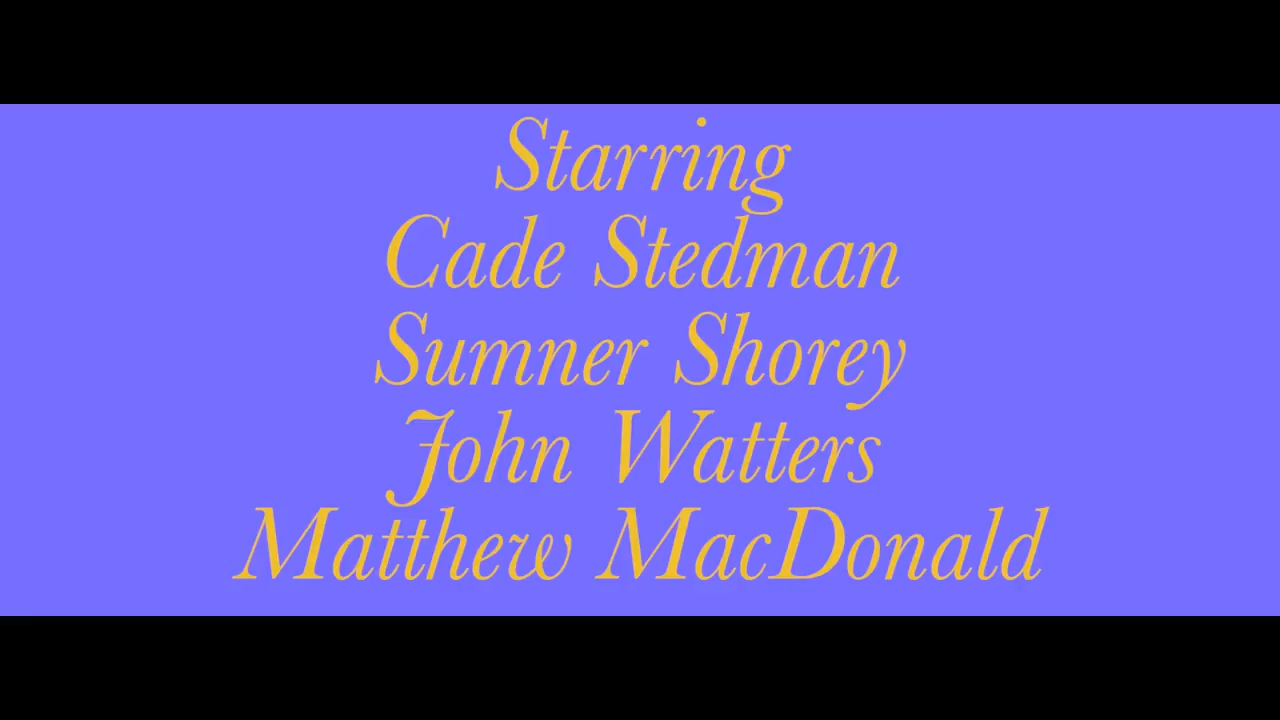 Starring
Cade Stedman
Sumner Shorey
John Watters
Matthew MacDonald